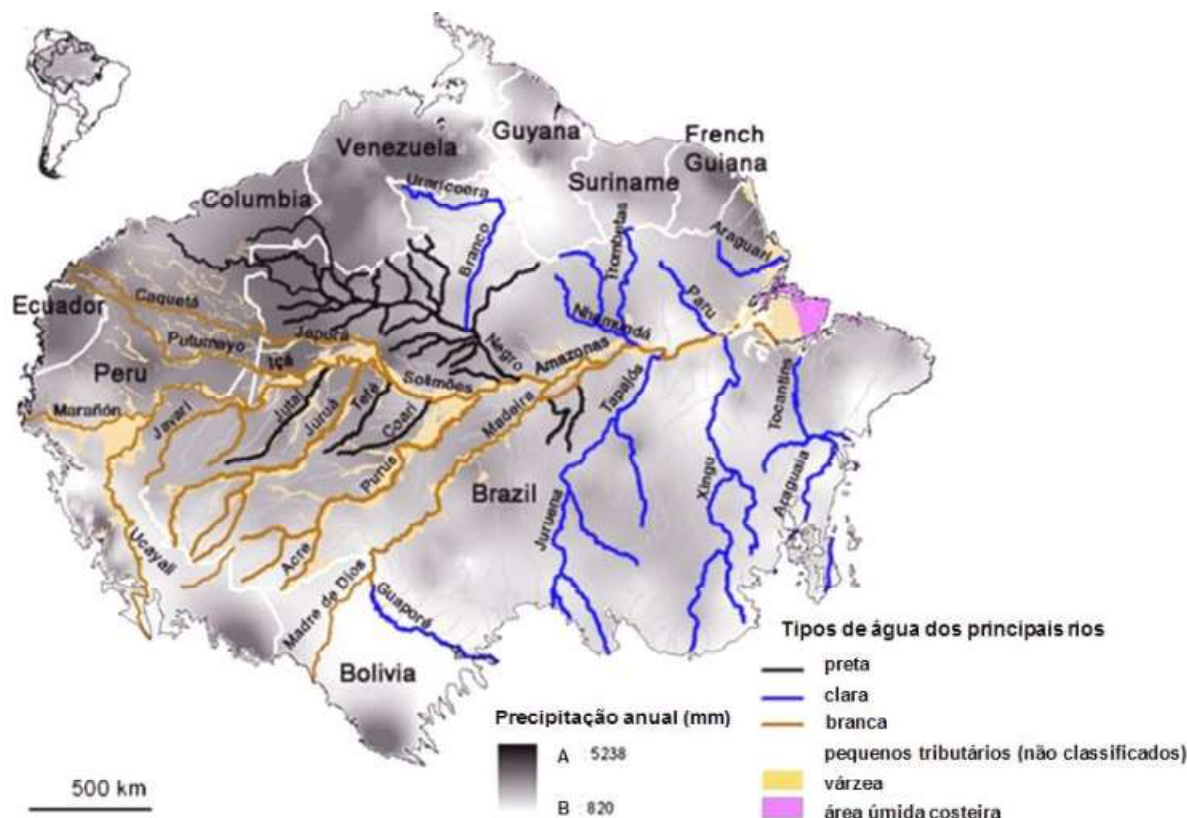 Guyana
French
Guiana
Venezuela
Suriname
Columbia
Uraricoera
Trombetas
Araguari
Branco
Ecuador
Caquetá
Paru
Nhamundá
Putumayo
Japurá
Negro
Amazonas
Içá
Peru
Solimões
Tocantins
Tapajós
Marañón
Javari
Jutaí
Juruá
Tefé
Coari
Madeira
Purus
Brazil
Xingu
Araguaia
Juruena
Ucayali
Acre
Madre de Dios
Guaporé
Bolivia
Tipos de água dos principais rios
preta
clara
branca
pequenos tributários (não classificados)
várzea
área úmida costeira
Precipitação anual (mm)
A : 5238
B : 820
500 km